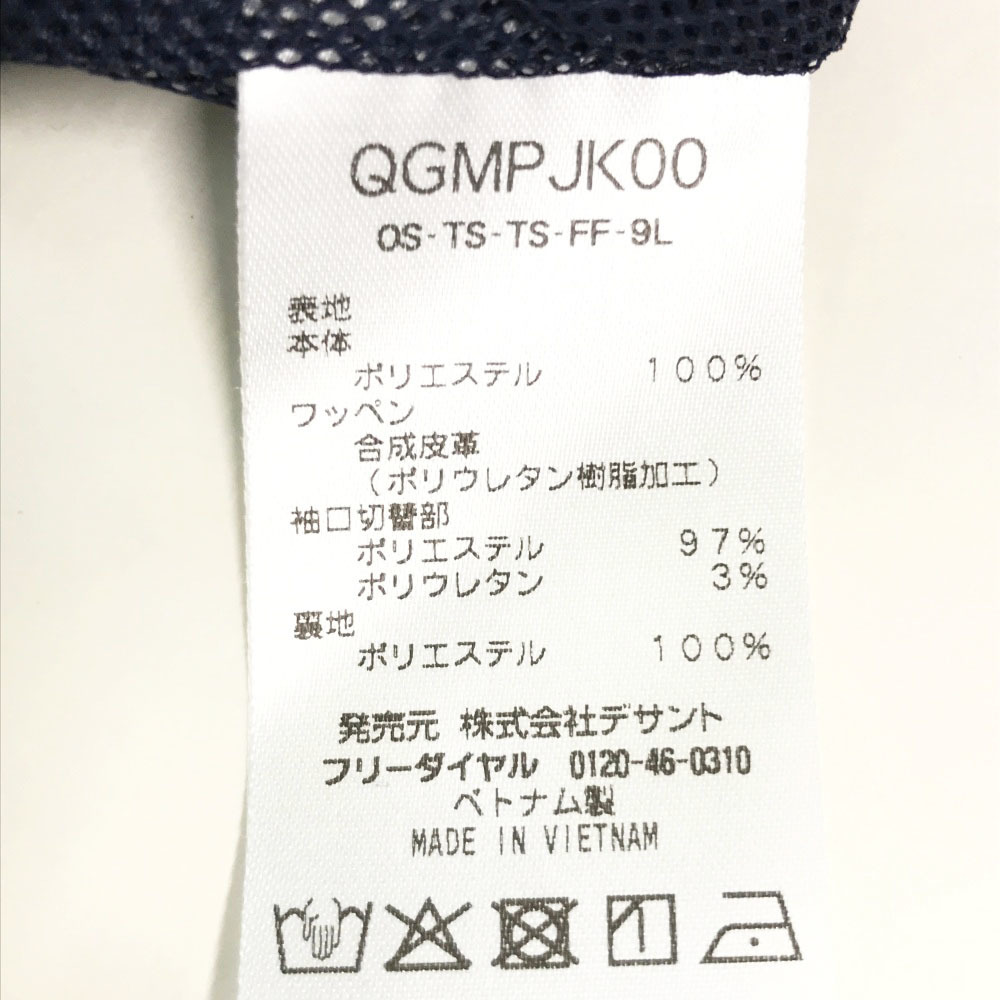 QGMPJK00
OS-TS-TS-FF-9L
表地
本体
ポリエステル 100%
ワッペン
合成皮革
(ポリウレタン樹脂加工)
袖口切替部
ポリエステル 97%
ポリウレタン 3%
裏地
ポリエステル 100%
発売元 株式会社デサント
フリーダイヤル 0120-46-0310
ベトナム製
MADE IN VIETNAM